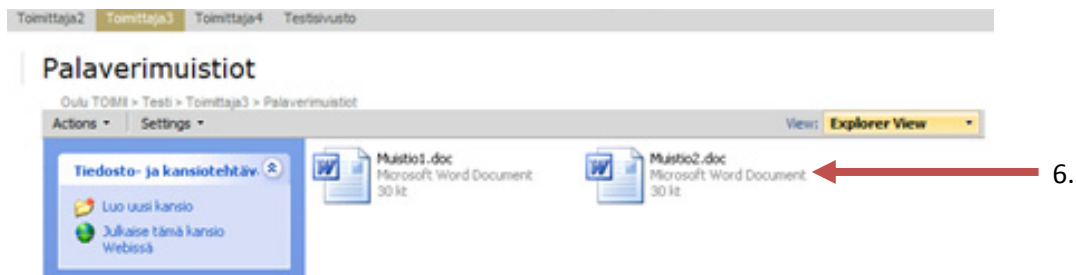 Toimittaja2 Toimittaja3 Toimittaja4 Testisivusto
Palaverimuistiot
Oulu TOIMII > Testi > Toimittaja3 > Palaverimuistiot
Actions Settings View: Explorer View
Tiedosto- ja kansiotehtäv.
Luo uusi kansio
Julkaise tämä kansio
Webissä
Muistio1.doc
Microsoft Word Document
30 kt
Muistio2.doc
Microsoft Word Document
30 kt
6.